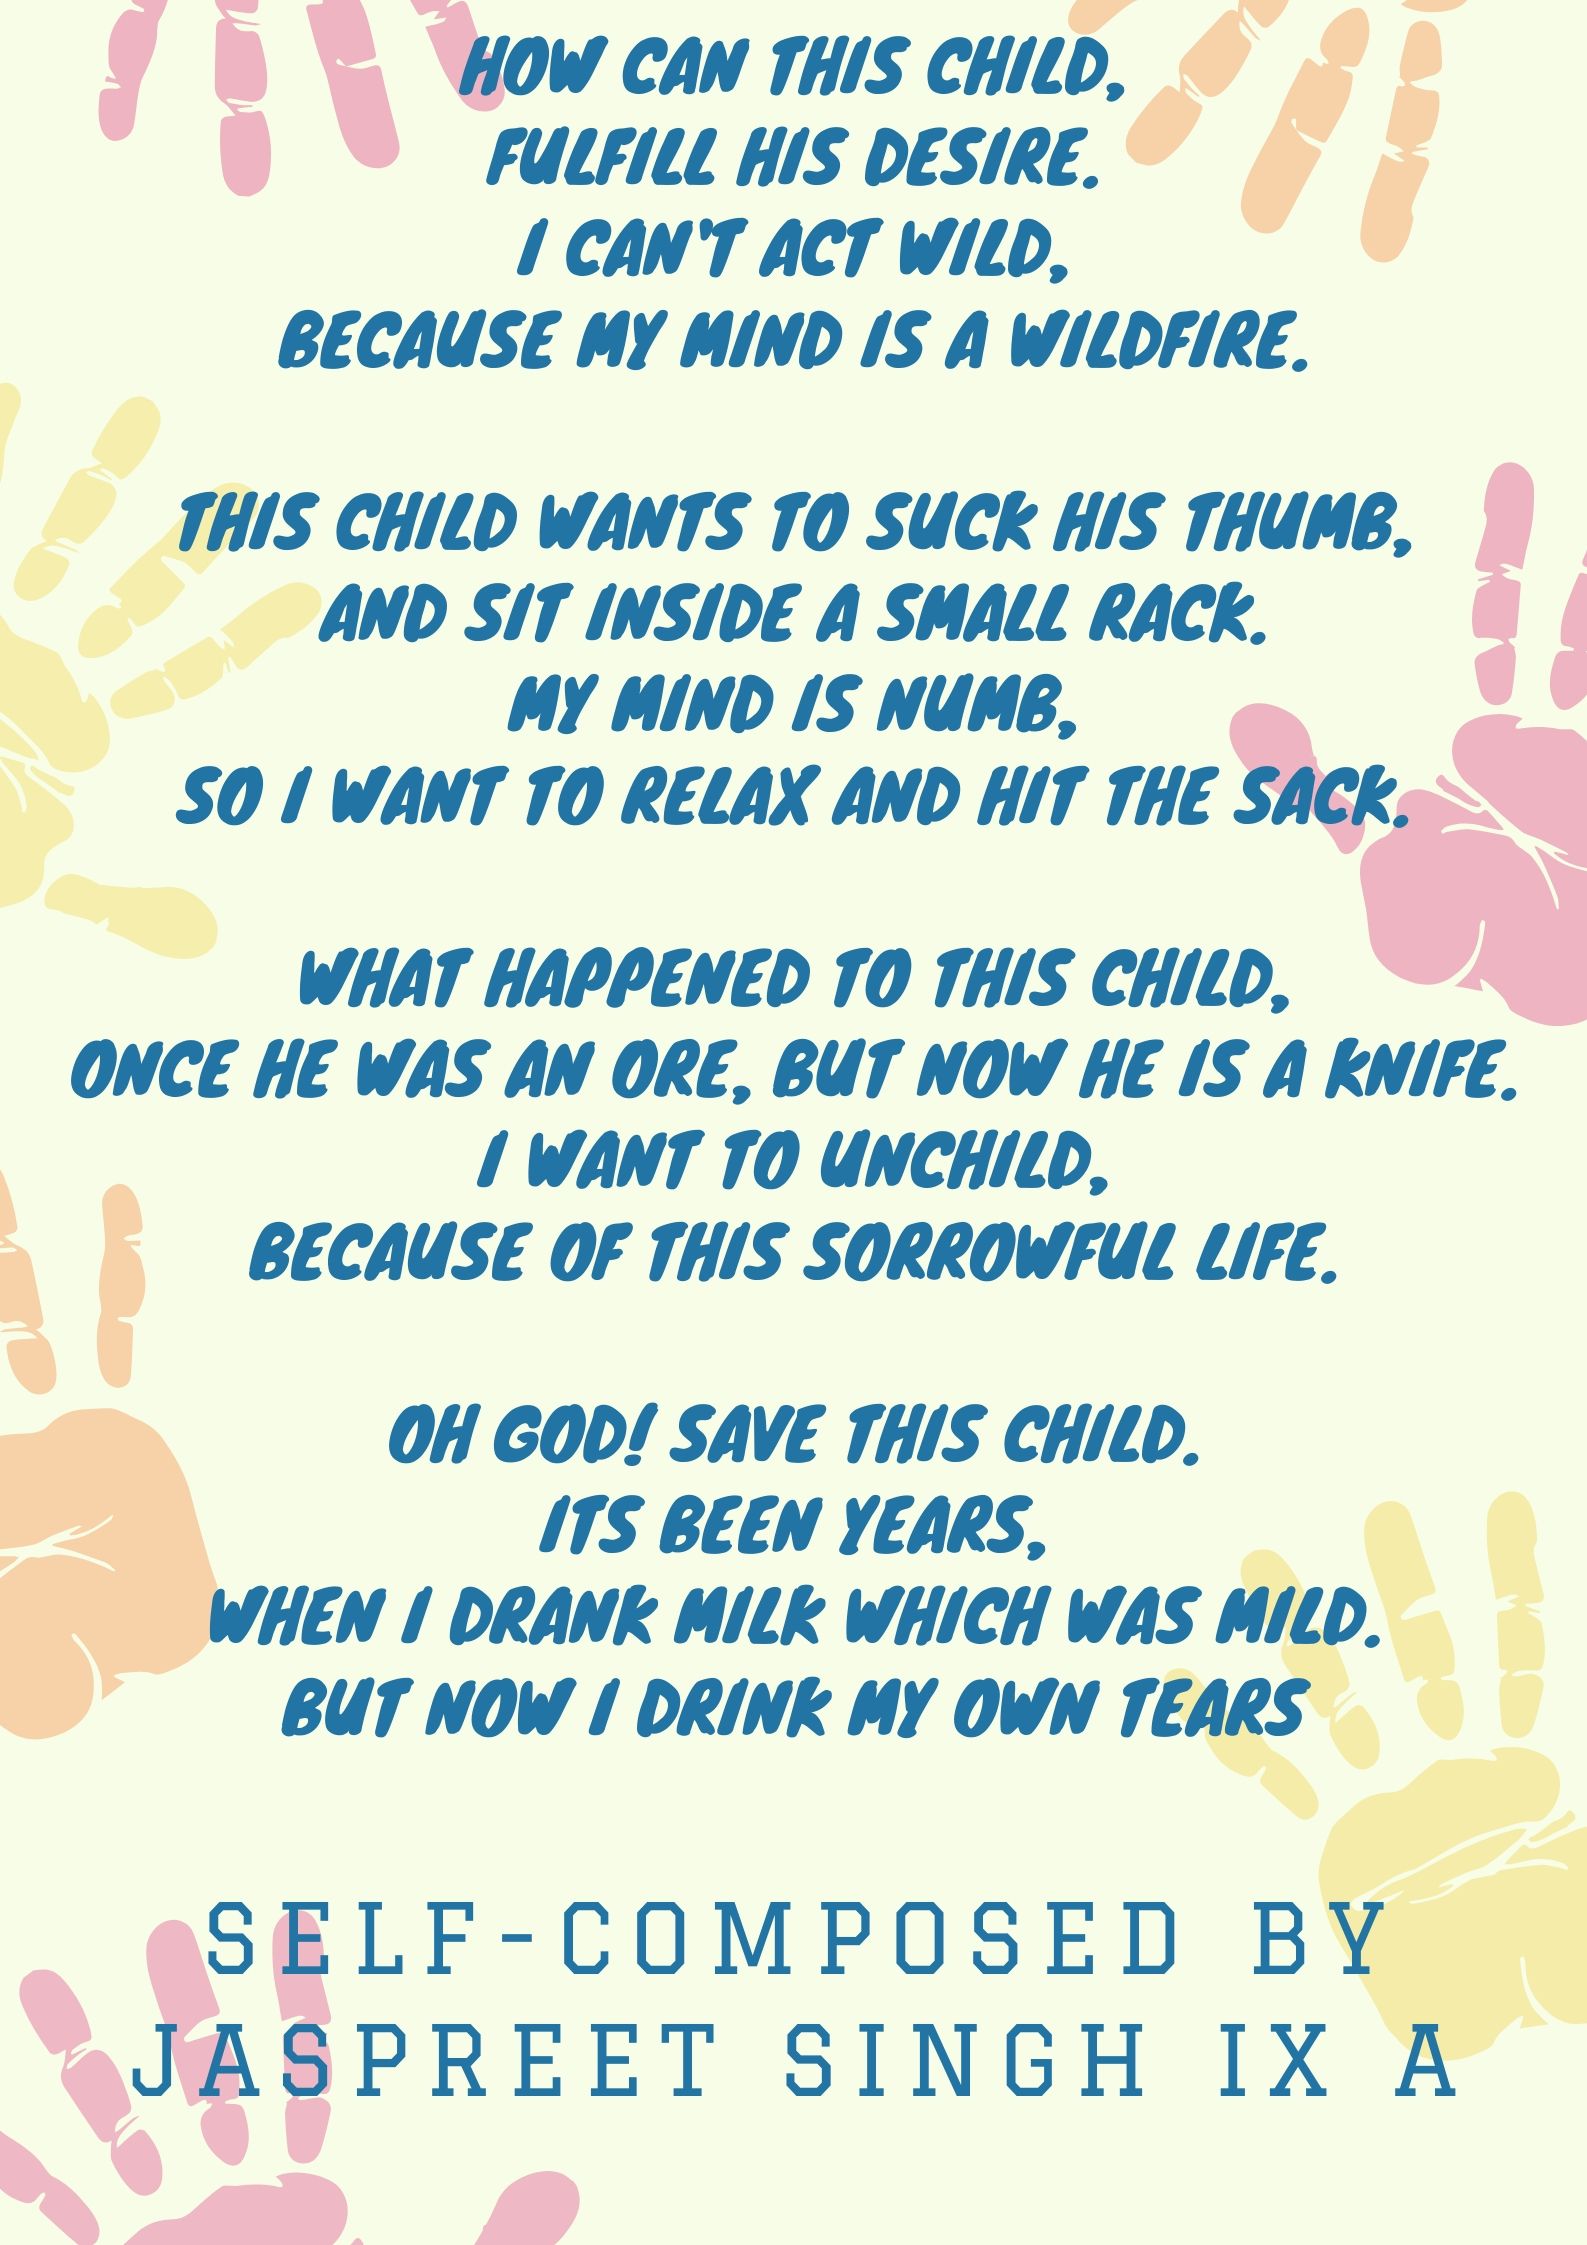 HOW CAN THIS CHILD,
FULFILL HIS DESIRE.
I CAN'T ACT WILD,
BECAUSE MY MIND IS A WILDFIRE.
THIS CHILD WANTS TO SUCK HIS THUMB,
AND SIT INSIDE A SMALL RACK.
MY MIND IS NUMB,
SO I WANT TO RELAX AND HIT THE SACK.
WHAT HAPPENED TO THIS CHILD,
ONCE HE WAS AN ORE, BUT NOW HE IS A KNIFE.
I WANT TO UNCHILD,
BECAUSE OF THIS SORROWFUL LIFE.
OH GOD! SAVE THIS CHILD.
ITS BEEN YEARS,
WHEN I DRANK MILK WHICH WAS MILD.
BUT NOW I DRINK MY OWN TEARS
SELF-COMPOSED BY
JASPREET SINGH IX A